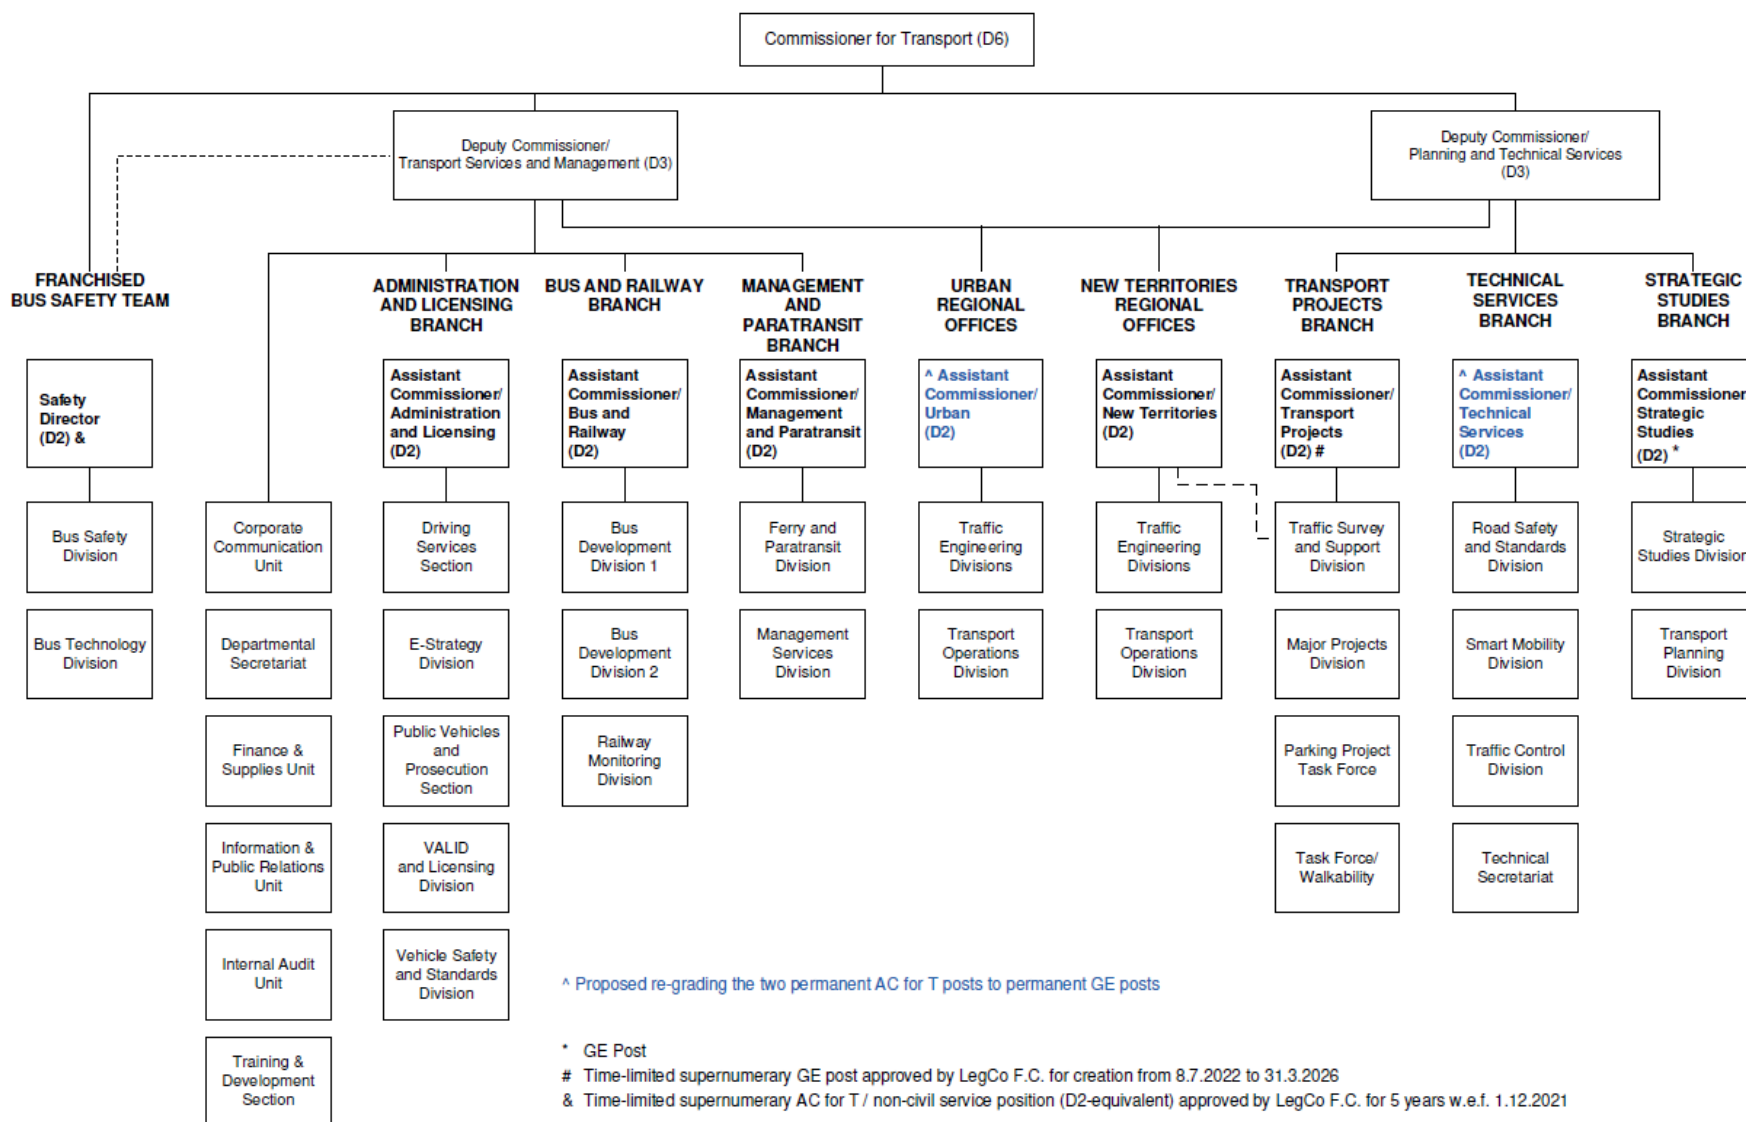 Commissioner for Transport (D6)
Deputy Commissioner/
Transport Services and Management (D3)
Deputy Commissioner/
Planning and Technical Services
(D3)
FRANCHISED
BUS SAFETY TEAM
ADMINISTRATION
AND LICENSING
BRANCH
BUS AND RAILWAY
BRANCH
MANAGEMENT
AND
PARATRANSIT
BRANCH
URBAN
REGIONAL
OFFICES
NEW TERRITORIES
REGIONAL
OFFICES
TRANSPORT
PROJECTS
BRANCH
TECHNICAL
SERVICES
BRANCH
STRATEGIC
STUDIES
BRANCH
Safety
Director
(D2) &
Assistant
Commissioner/
Administration
and Licensing
(D2)
Assistant
Commissioner/
Bus and
Railway
(D2)
Assistant
Commissioner/
Management
and Paratransit
(D2)
^ Assistant
Commissioner/
Urban
(D2)
Assistant
Commissioner/
New Territories
(D2)
Assistant
Commissioner/
Transport
Projects
(D2) #
^ Assistant
Commissioner/
Technical
Services
(D2)
Assistant
Commissioner
Strategic
Studies
(D2) *
Bus Safety
Division
Corporate
Communication
Unit
Driving
Services
Section
Bus
Development
Division 1
Ferry and
Paratransit
Division
Traffic
Engineering
Divisions
Traffic
Engineering
Divisions
Traffic Survey
and Support
Division
Road Safety
and Standards
Division
Strategic
Studies Division
Bus Technology
Division
Departmental
Secretariat
E-Strategy
Division
Bus
Development
Division 2
Management
Services
Division
Transport
Operations
Division
Transport
Operations
Division
Major Projects
Division
Smart Mobility
Division
Transport
Planning
Division
Finance &
Supplies Unit
Public Vehicles
and
Prosecution
Section
Railway
Monitoring
Division
Parking Project
Task Force
Traffic Control
Division
Information &
Public Relations
Unit
VALID
and Licensing
Division
Task Force/
Walkability
Technical
Secretariat
Internal Audit
Unit
Vehicle Safety
and Standards
Division
Training &
Development
Section
^ Proposed re-grading the two permanent AC for T posts to permanent GE posts
* GE Post
# Time-limited supernumerary GE post approved by LegCo F.C. for creation from 8.7.2022 to 31.3.2026
& Time-limited supernumerary AC for T / non-civil service position (D2-equivalent) approved by LegCo F.C. for 5 years w.e.f. 1.12.2021